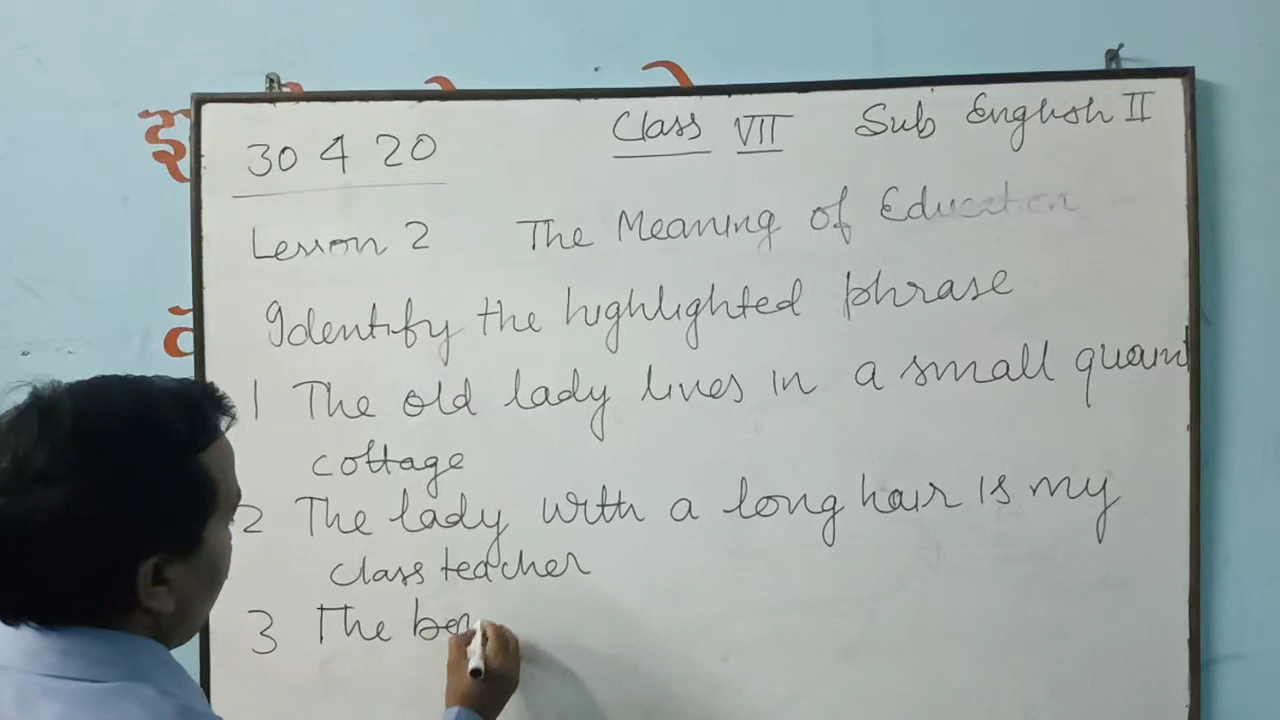 30 4 20 Class VII Sub English II
Lesson 2 The Meaning of Education
Identify the highlighted phrase
1 The old lady lives in a small quaint
cottage
2 The lady with a long hair is my
class teacher
3 The